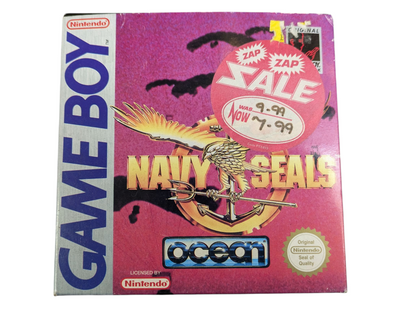 Nintendo
GAME BOY
ZAP
ZAP
SALE
WAS 9-99
NOW 7-99
NAVY SEALS
ocean
LICENSED BY
Nintendo
Original
Nintendo
Seal of
Quality